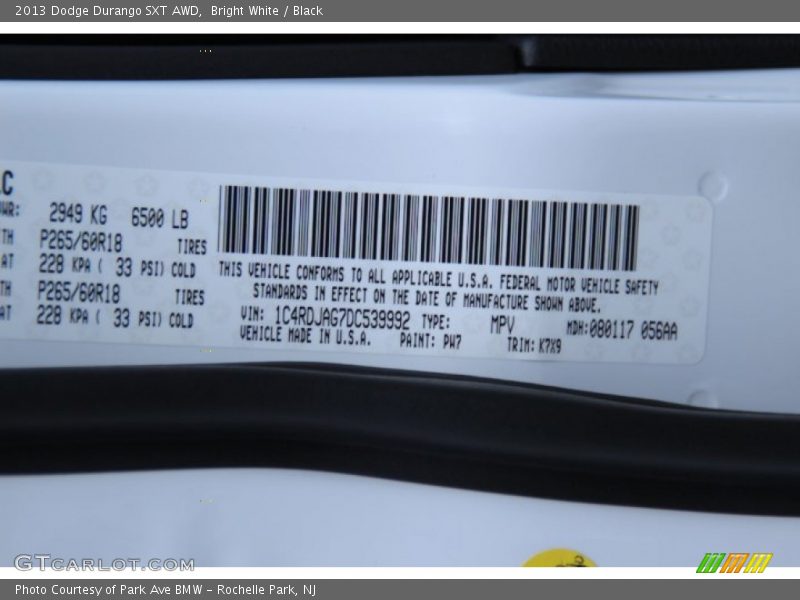 2013 Dodge Durango SXT AWD,  Bright White / Black
LC
2949 KG  6500 LB
P265/60R18  TIRES
228 KPA ( 33 PSI) COLD
P265/60R18  TIRES
228 KPA ( 33 PSI) COLD
THIS VEHICLE CONFORMS TO ALL APPLICABLE U.S.A. FEDERAL MOTOR VEHICLE SAFETY
STANDARDS IN EFFECT ON THE DATE OF MANUFACTURE SHOWN ABOVE.
VIN: 1C4RDJAG7DC539992 TYPE: MPV MDH:080117 056AA
VEHICLE MADE IN U.S.A. PAINT: PW7 TRIM: K7X9
GTcarlot.com
Photo Courtesy of Park Ave BMW - Rochelle Park, NJ